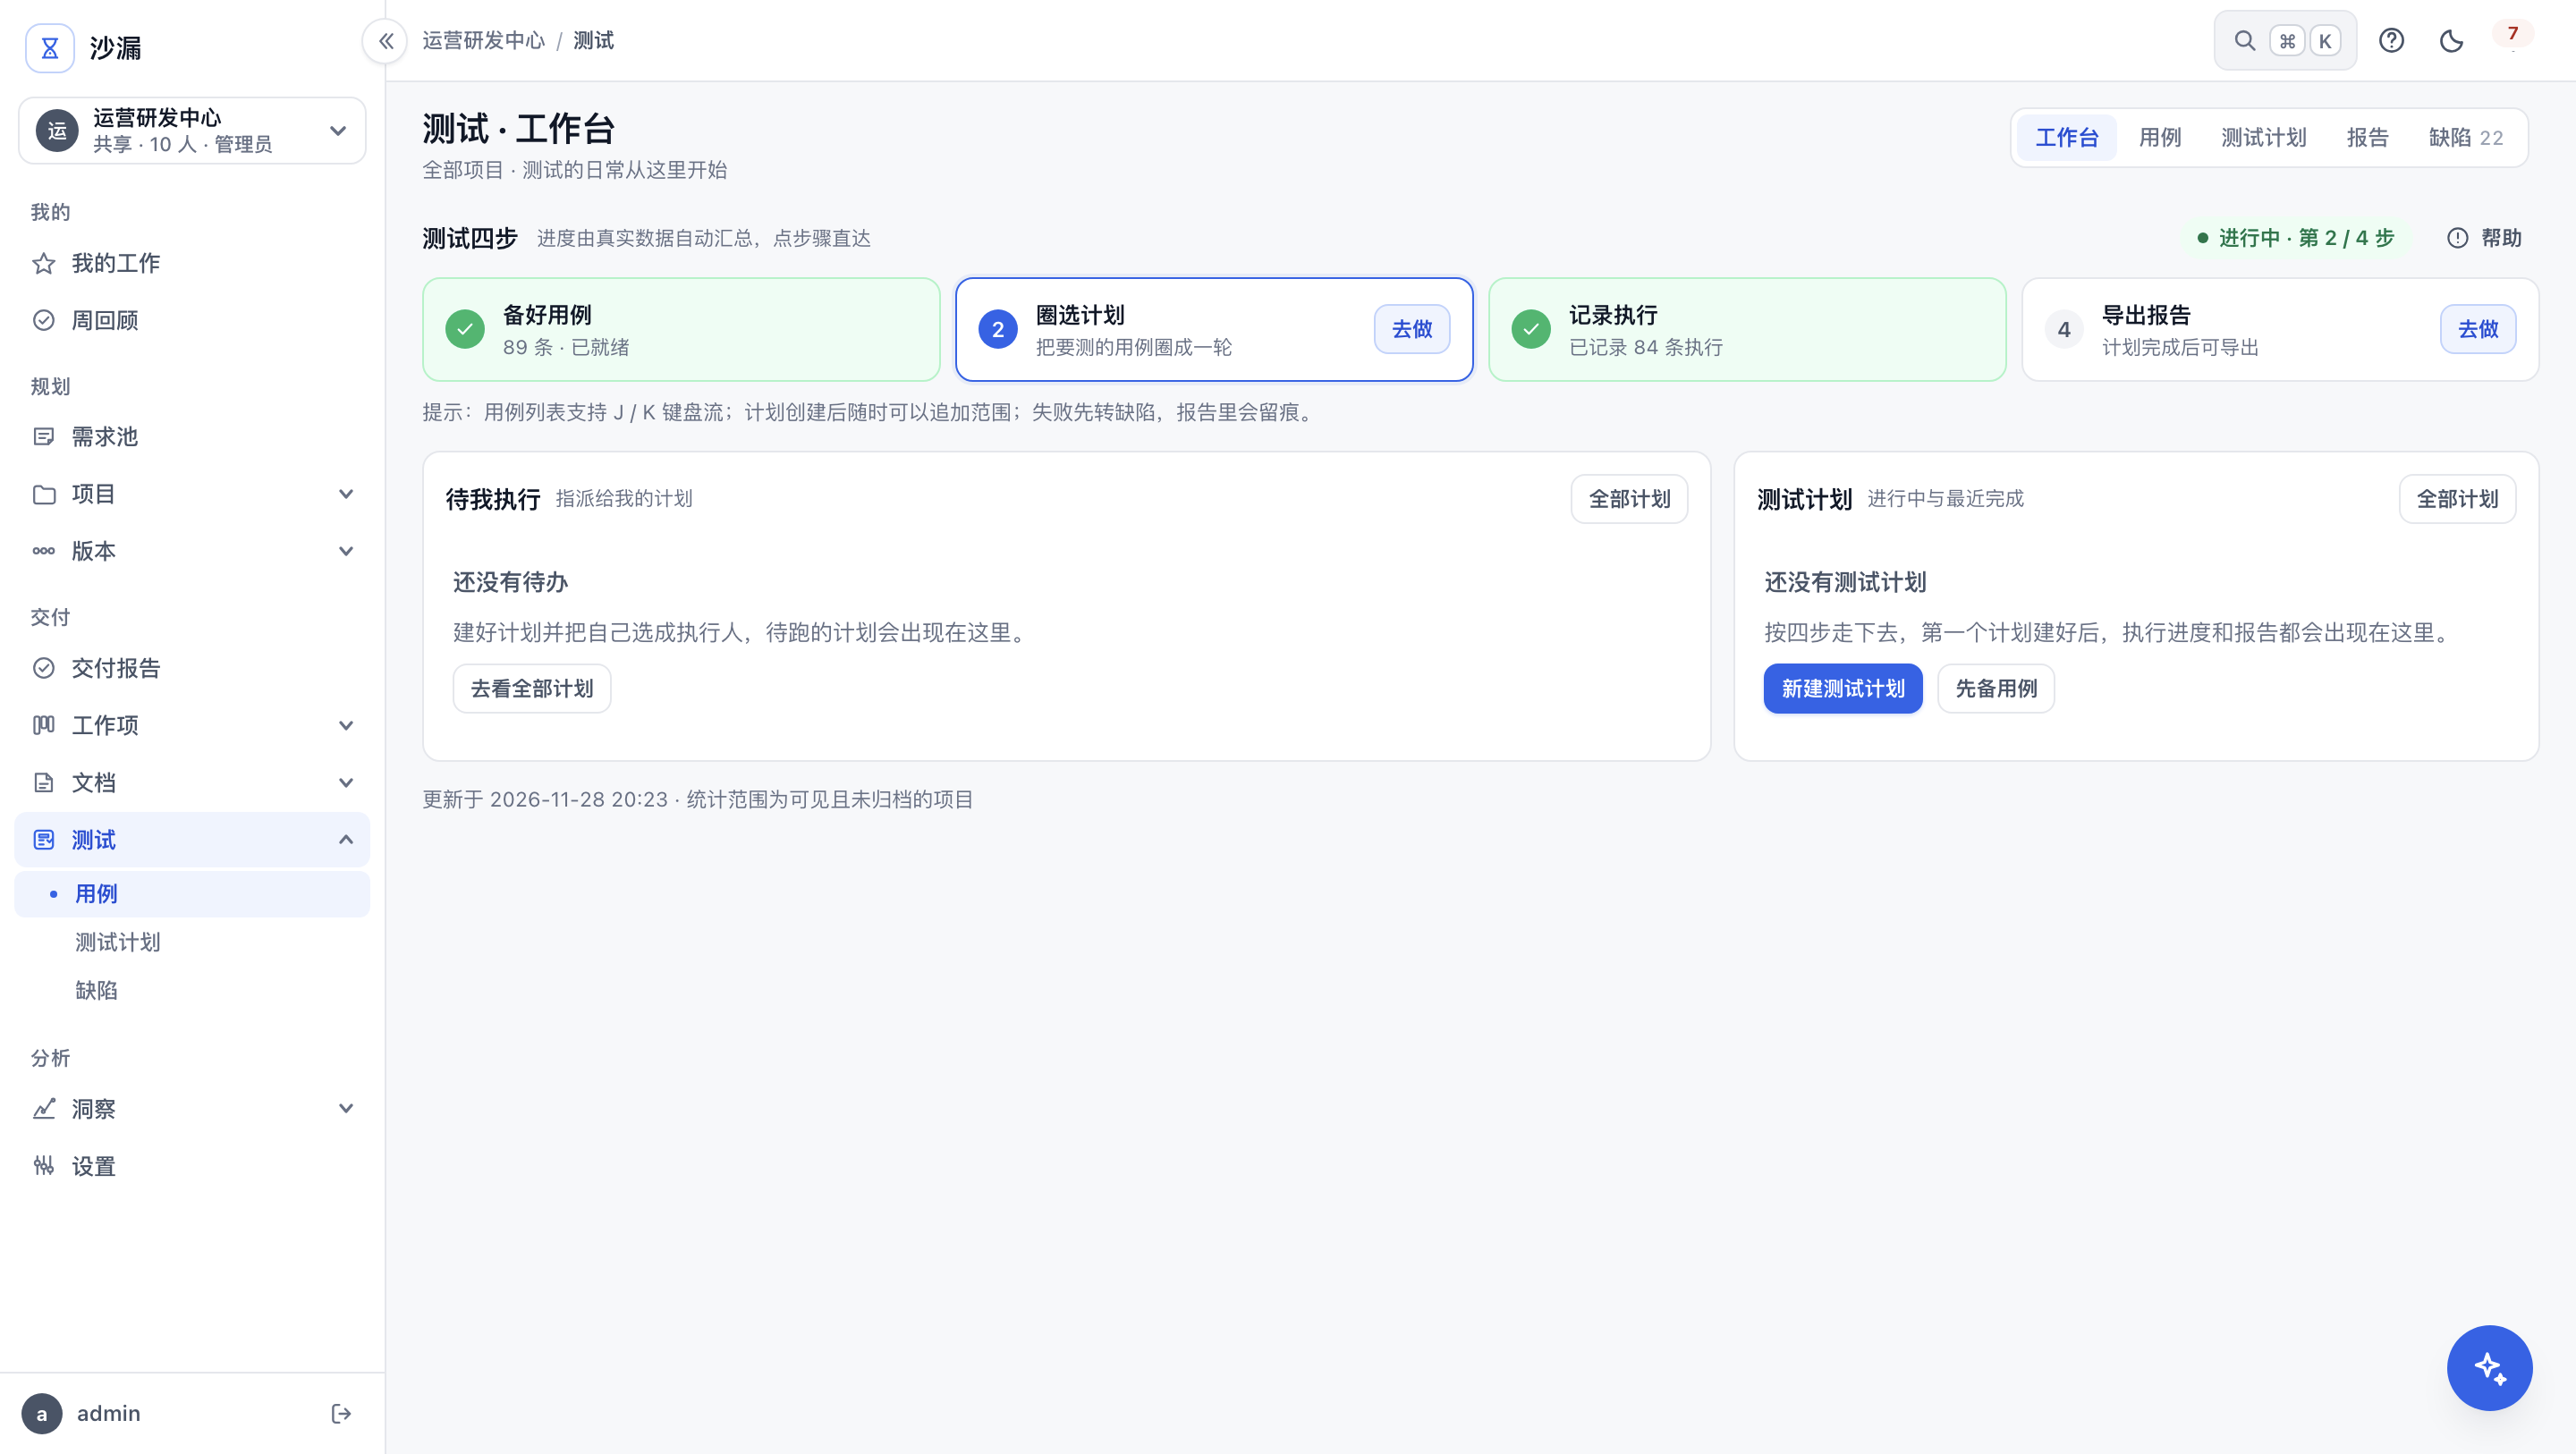 沙漏
运
运营研发中心
共享 · 10 人 · 管理员
我的
我的工作
周回顾
规划
需求池
项目
版本
交付
交付报告
工作项
文档
测试
用例
测试计划
缺陷
分析
洞察
设置
a
admin
运营研发中心 / 测试
⌘ K
7
测试 · 工作台
全部项目 · 测试的日常从这里开始
工作台 用例 测试计划 报告 缺陷 22
测试四步 进度由真实数据自动汇总，点步骤直达
进行中 · 第 2 / 4 步
帮助
备好用例
89 条 · 已就绪
2
圈选计划
把要测的用例圈成一轮
去做
记录执行
已记录 84 条执行
4
导出报告
计划完成后可导出
去做
提示：用例列表支持 J / K 键盘流；计划创建后随时可以追加范围；失败先转缺陷，报告里会留痕。
待我执行 指派给我的计划
全部计划
还没有待办
建好计划并把自己选成执行人，待跑的计划会出现在这里。
去看全部计划
测试计划 进行中与最近完成
全部计划
还没有测试计划
按四步走下去，第一个计划建好后，执行进度和报告都会出现在这里。
新建测试计划 先备用例
更新于 2026-11-28 20:23 · 统计范围为可见且未归档的项目